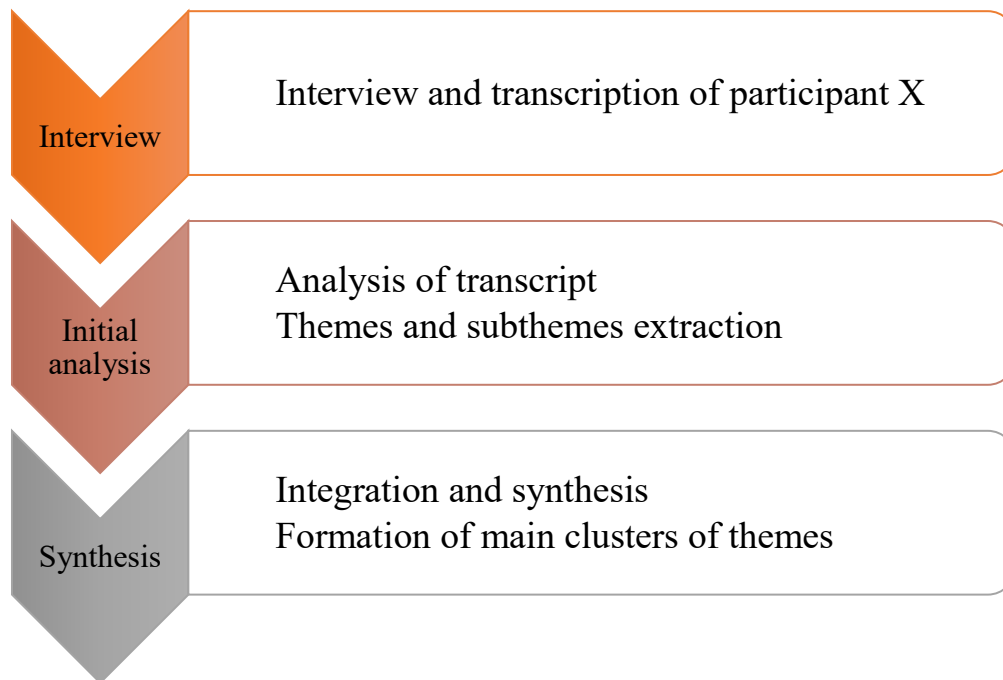 Interview
Interview and transcription of participant X
Initial
analysis
Analysis of transcript
Themes and subthemes extraction
Synthesis
Integration and synthesis
Formation of main clusters of themes